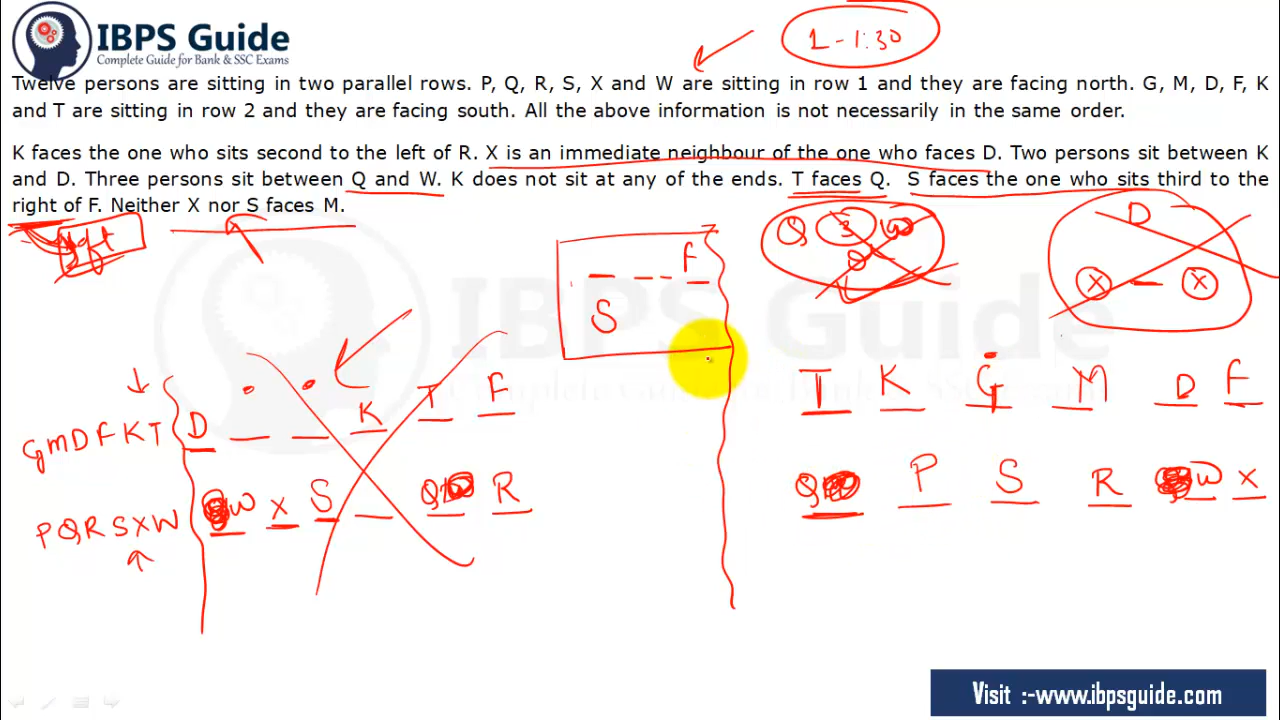 IBPS Guide
Complete Guide for Bank & SSC Exams
1 - 1:30
Twelve persons are sitting in two parallel rows. P, Q, R, S, X and W are sitting in row 1 and they are facing north. G, M, D, F, K
and T are sitting in row 2 and they are facing south. All the above information is not necessarily in the same order.
K faces the one who sits second to the left of R. X is an immediate neighbour of the one who faces D. Two persons sit between K
and D. Three persons sit between Q and W. K does not sit at any of the ends. T faces Q. S faces the one who sits third to the
right of F. Neither X nor S faces M.
left
F
S
Q 3 W
D
X X
GMDFKT
D K T F
PQRSXW
W X S Q R
T K G M D F
Q P S R W X
IBPS Guide
Visit :-www.ibpsguide.com